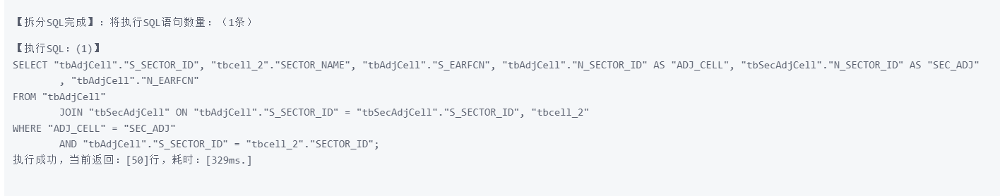 【拆分SQL完成】：将执行SQL语句数量：（1条）
【执行SQL：(1)】
SELECT "tbAdjCell"."S_SECTOR_ID", "tbcell_2"."SECTOR_NAME", "tbAdjCell"."S_EARFCN", "tbAdjCell"."N_SECTOR_ID" AS "ADJ_CELL", "tbSecAdjCell"."N_SECTOR_ID" AS "SEC_ADJ"
, "tbAdjCell"."N_EARFCN"
FROM "tbAdjCell"
JOIN "tbSecAdjCell" ON "tbAdjCell"."S_SECTOR_ID" = "tbSecAdjCell"."S_SECTOR_ID", "tbcell_2"
WHERE "ADJ_CELL" = "SEC_ADJ"
AND "tbAdjCell"."S_SECTOR_ID" = "tbcell_2"."SECTOR_ID";
执行成功，当前返回：[50]行，耗时：[329ms.]